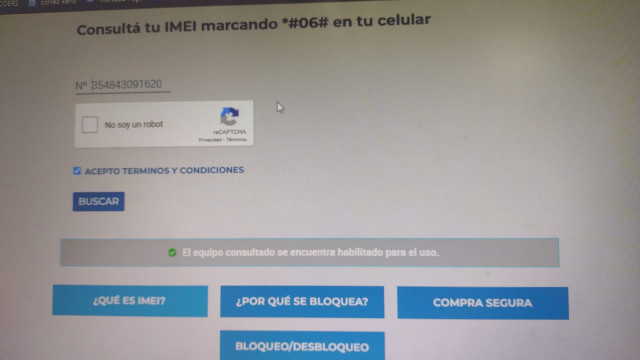 Consultá tu IMEI marcando *#06# en tu celular
Nº 354843091620
No soy un robot
reCAPTCHA
Privacidad - Términos
ACEPTO TERMINOS Y CONDICIONES
BUSCAR
El equipo consultado se encuentra habilitado para el uso.
¿QUÉ ES IMEI?
¿POR QUÉ SE BLOQUEA?
COMPRA SEGURA
BLOQUEO/DESBLOQUEO